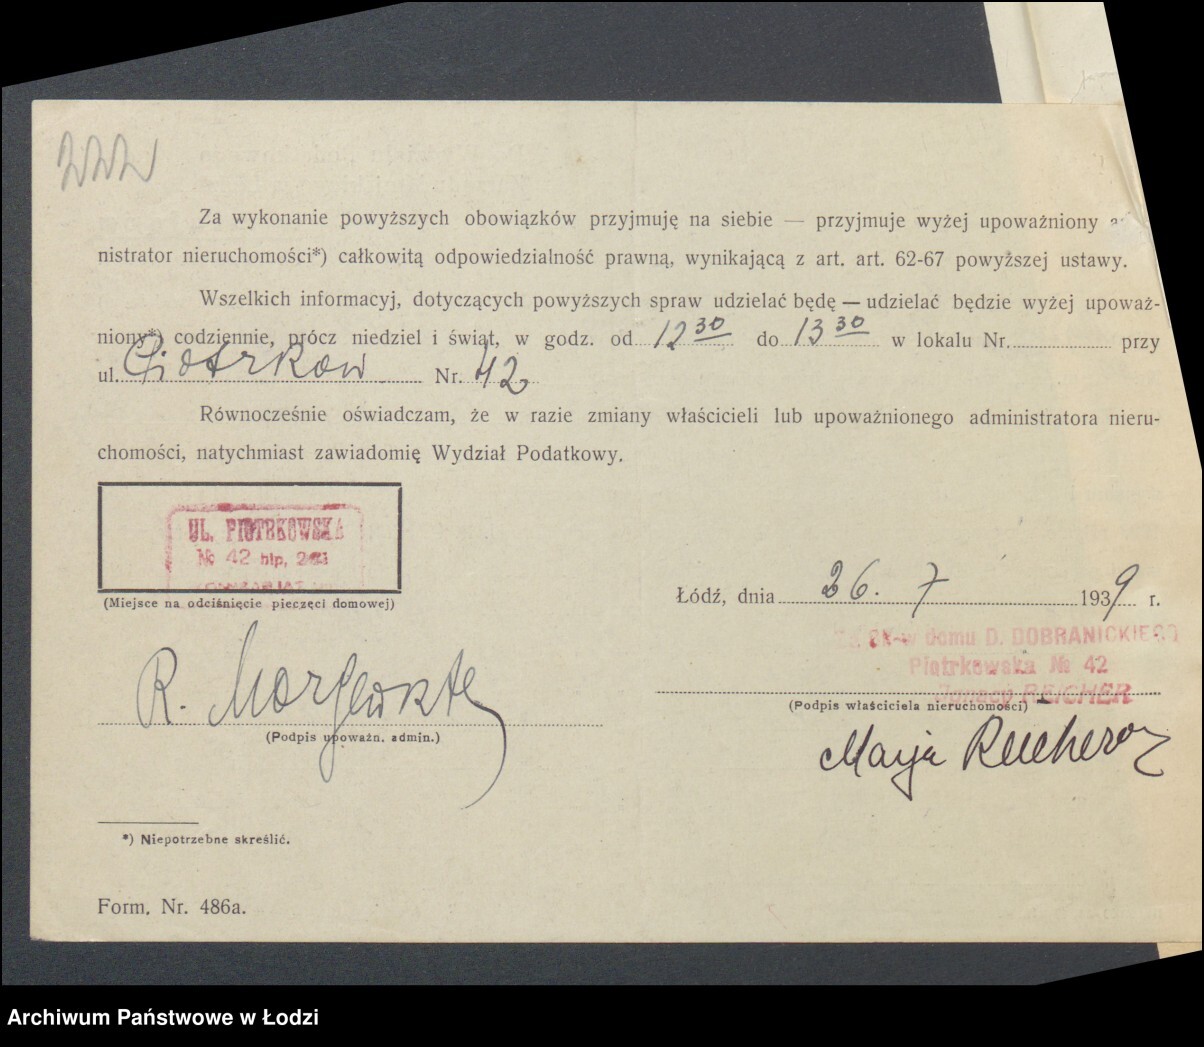 Za wykonanie powyższych obowiązków przyjmuję na siebie — przyjmuje wyżej upoważniony
nistrator nieruchomości*) całkowitą odpowiedzialność prawną, wynikającą z art. art. 62-67 powyższej ustawy.
Wszelkich informacyj, dotyczących powyższych spraw udzielać będę — udzielać będzie wyżej upoważ-
niony*) codziennie, prócz niedziel i świąt, w godz. od 12 30 do 13 30 w lokalu Nr. przy
ul. Piotrkow Nr. 42
Równocześnie oświadczam, że w razie zmiany właścicieli lub upoważnionego administratora nieru-
chomości, natychmiast zawiadomię Wydział Podatkowy.
UL. PIOTRKOWSKA
№ 42 hip.
(Miejsce na odciśnięcie pieczęci domowej)
Łódź, dnia 26. 7 1939 r.
domu D. DOBRANICKIEGO
Piotrkowska № 42
Ignacy REICHER
(Podpis właściciela nieruchomości)
R.
(Podpis upoważn. admin.)
Marja
*) Niepotrzebne skreślić.
Form. Nr. 486a.
Archiwum Państwowe w Łodzi